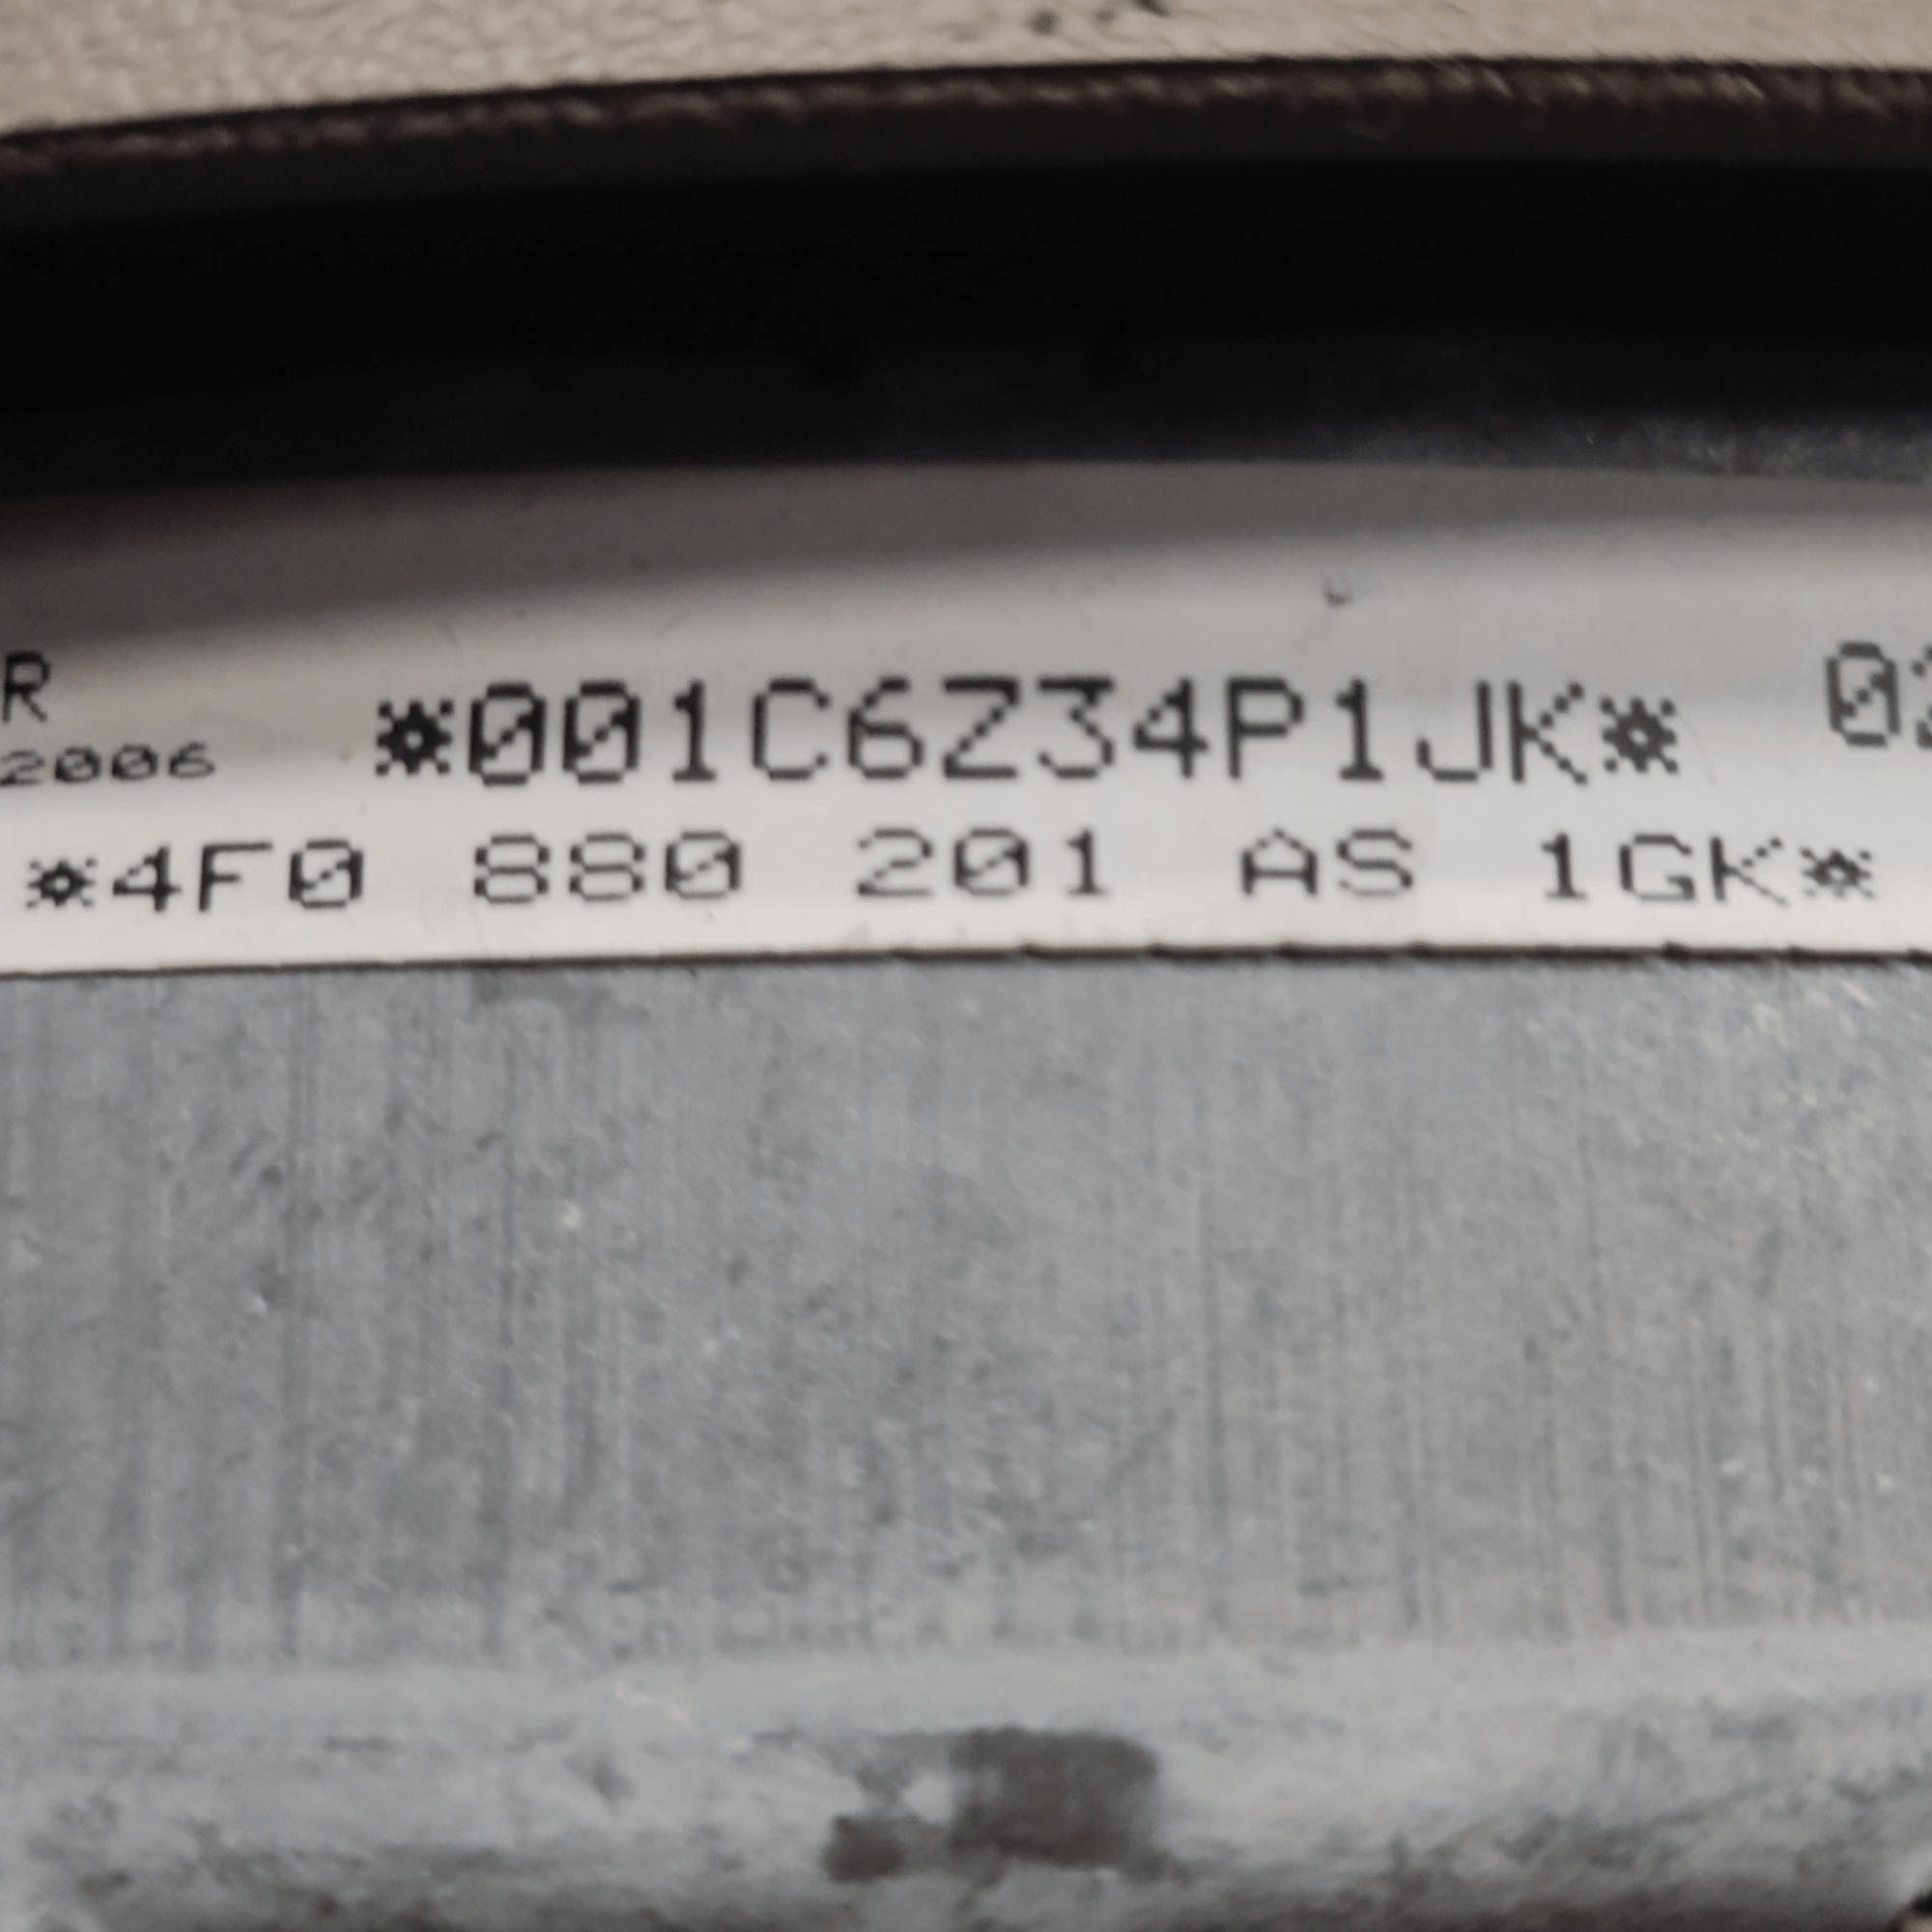 R
2006
*001C6Z34P1JK*
*4F0 880 201 AS 1GK*